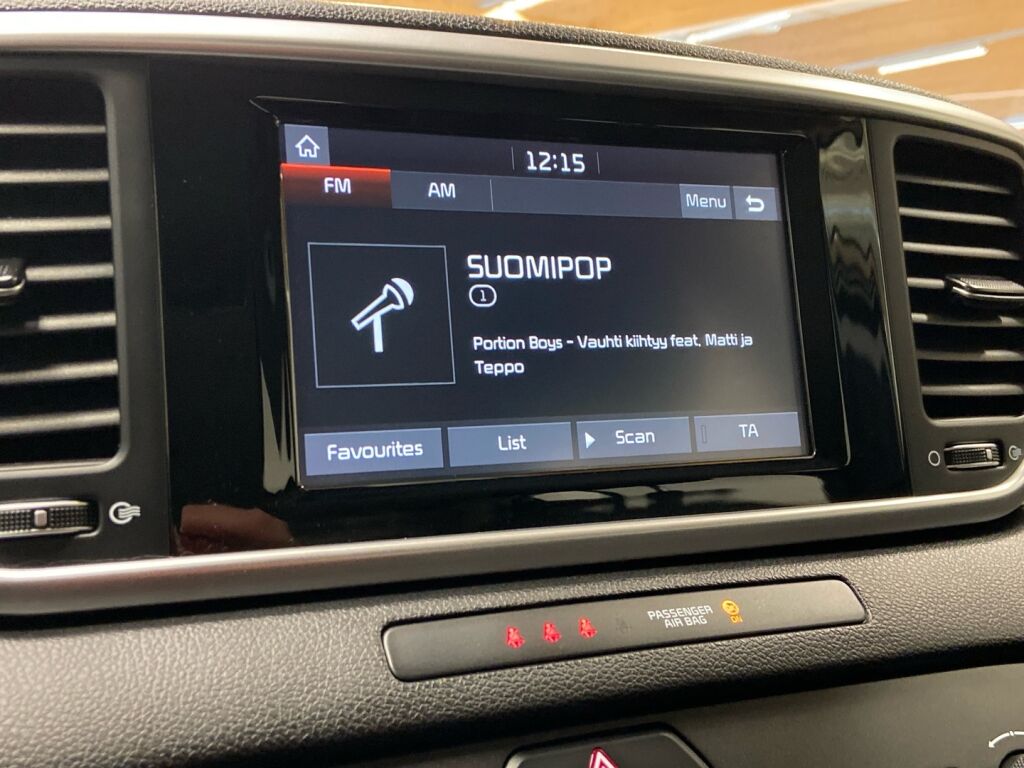 12:15
FM
AM
Menu
SUOMIPOP
1
Portion Boys - Vauhti kiihtyy feat. Matti ja
Teppo
Favourites
List
Scan
TA
PASSENGER
AIR BAG
ON